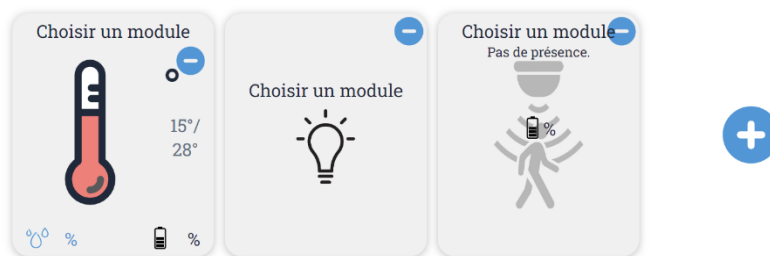 Choisir un module
°
15°/
28°
%
%
Choisir un module
Choisir un module
Pas de présence.
%